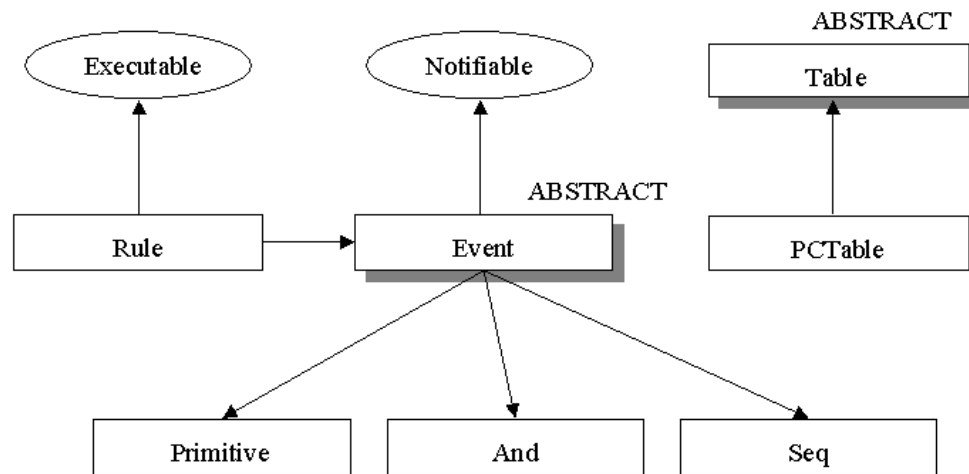 ABSTRACT
Executable
Notifiable
Table
ABSTRACT
Rule
Event
PCTable
Primitive
And
Seq